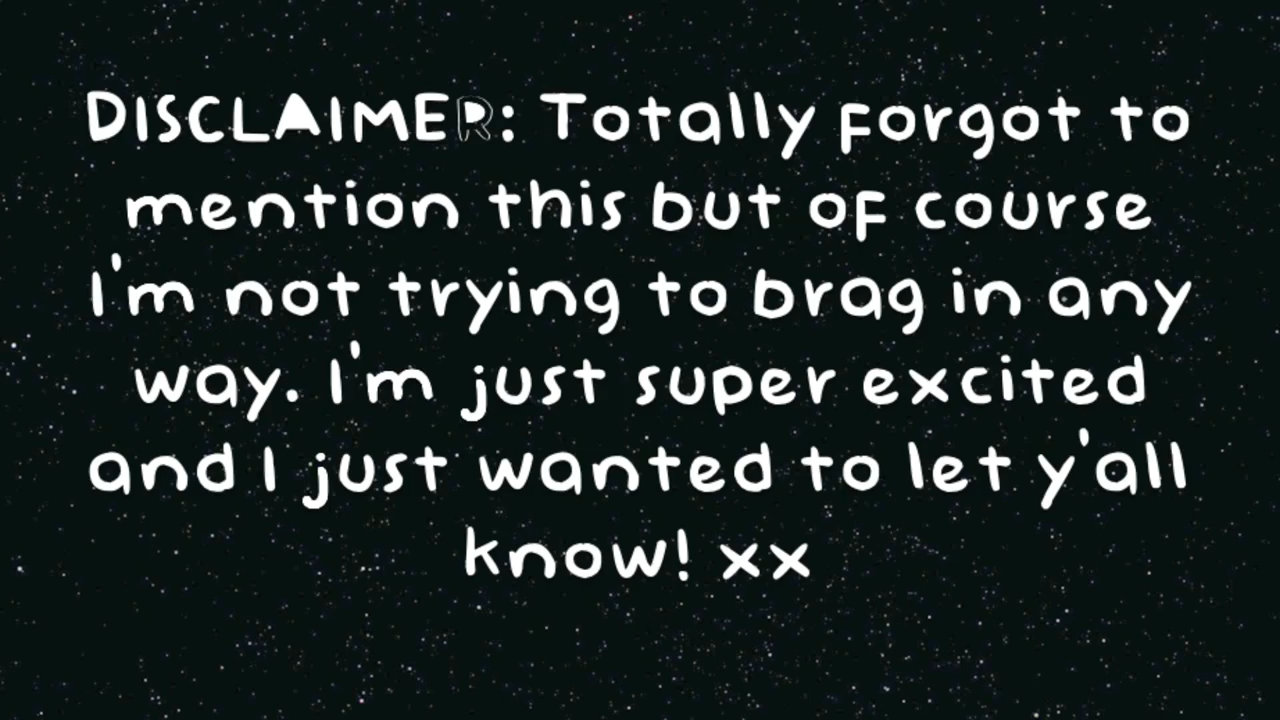 DISCLAIMER: Totally forgot to
mention this but of course
I'm not trying to brag in any
way. I'm just super excited
and I just wanted to let y'all
know! xx